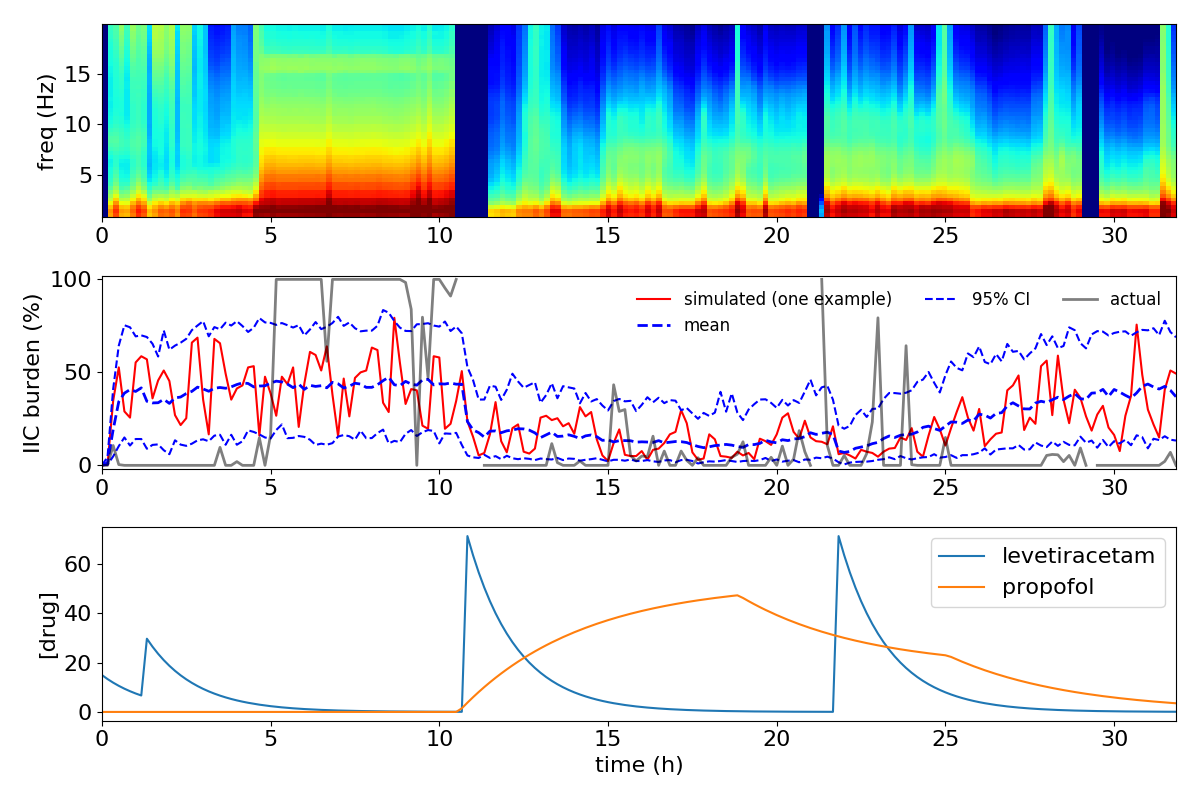 freq (Hz)
15
10
5
0 5 10 15 20 25 30
IIC burden (%)
100
50
0
simulated (one example)
mean
95% CI
actual
0 5 10 15 20 25 30
[drug]
60
40
20
0
levetiracetam
propofol
0 5 10 15 20 25 30
time (h)